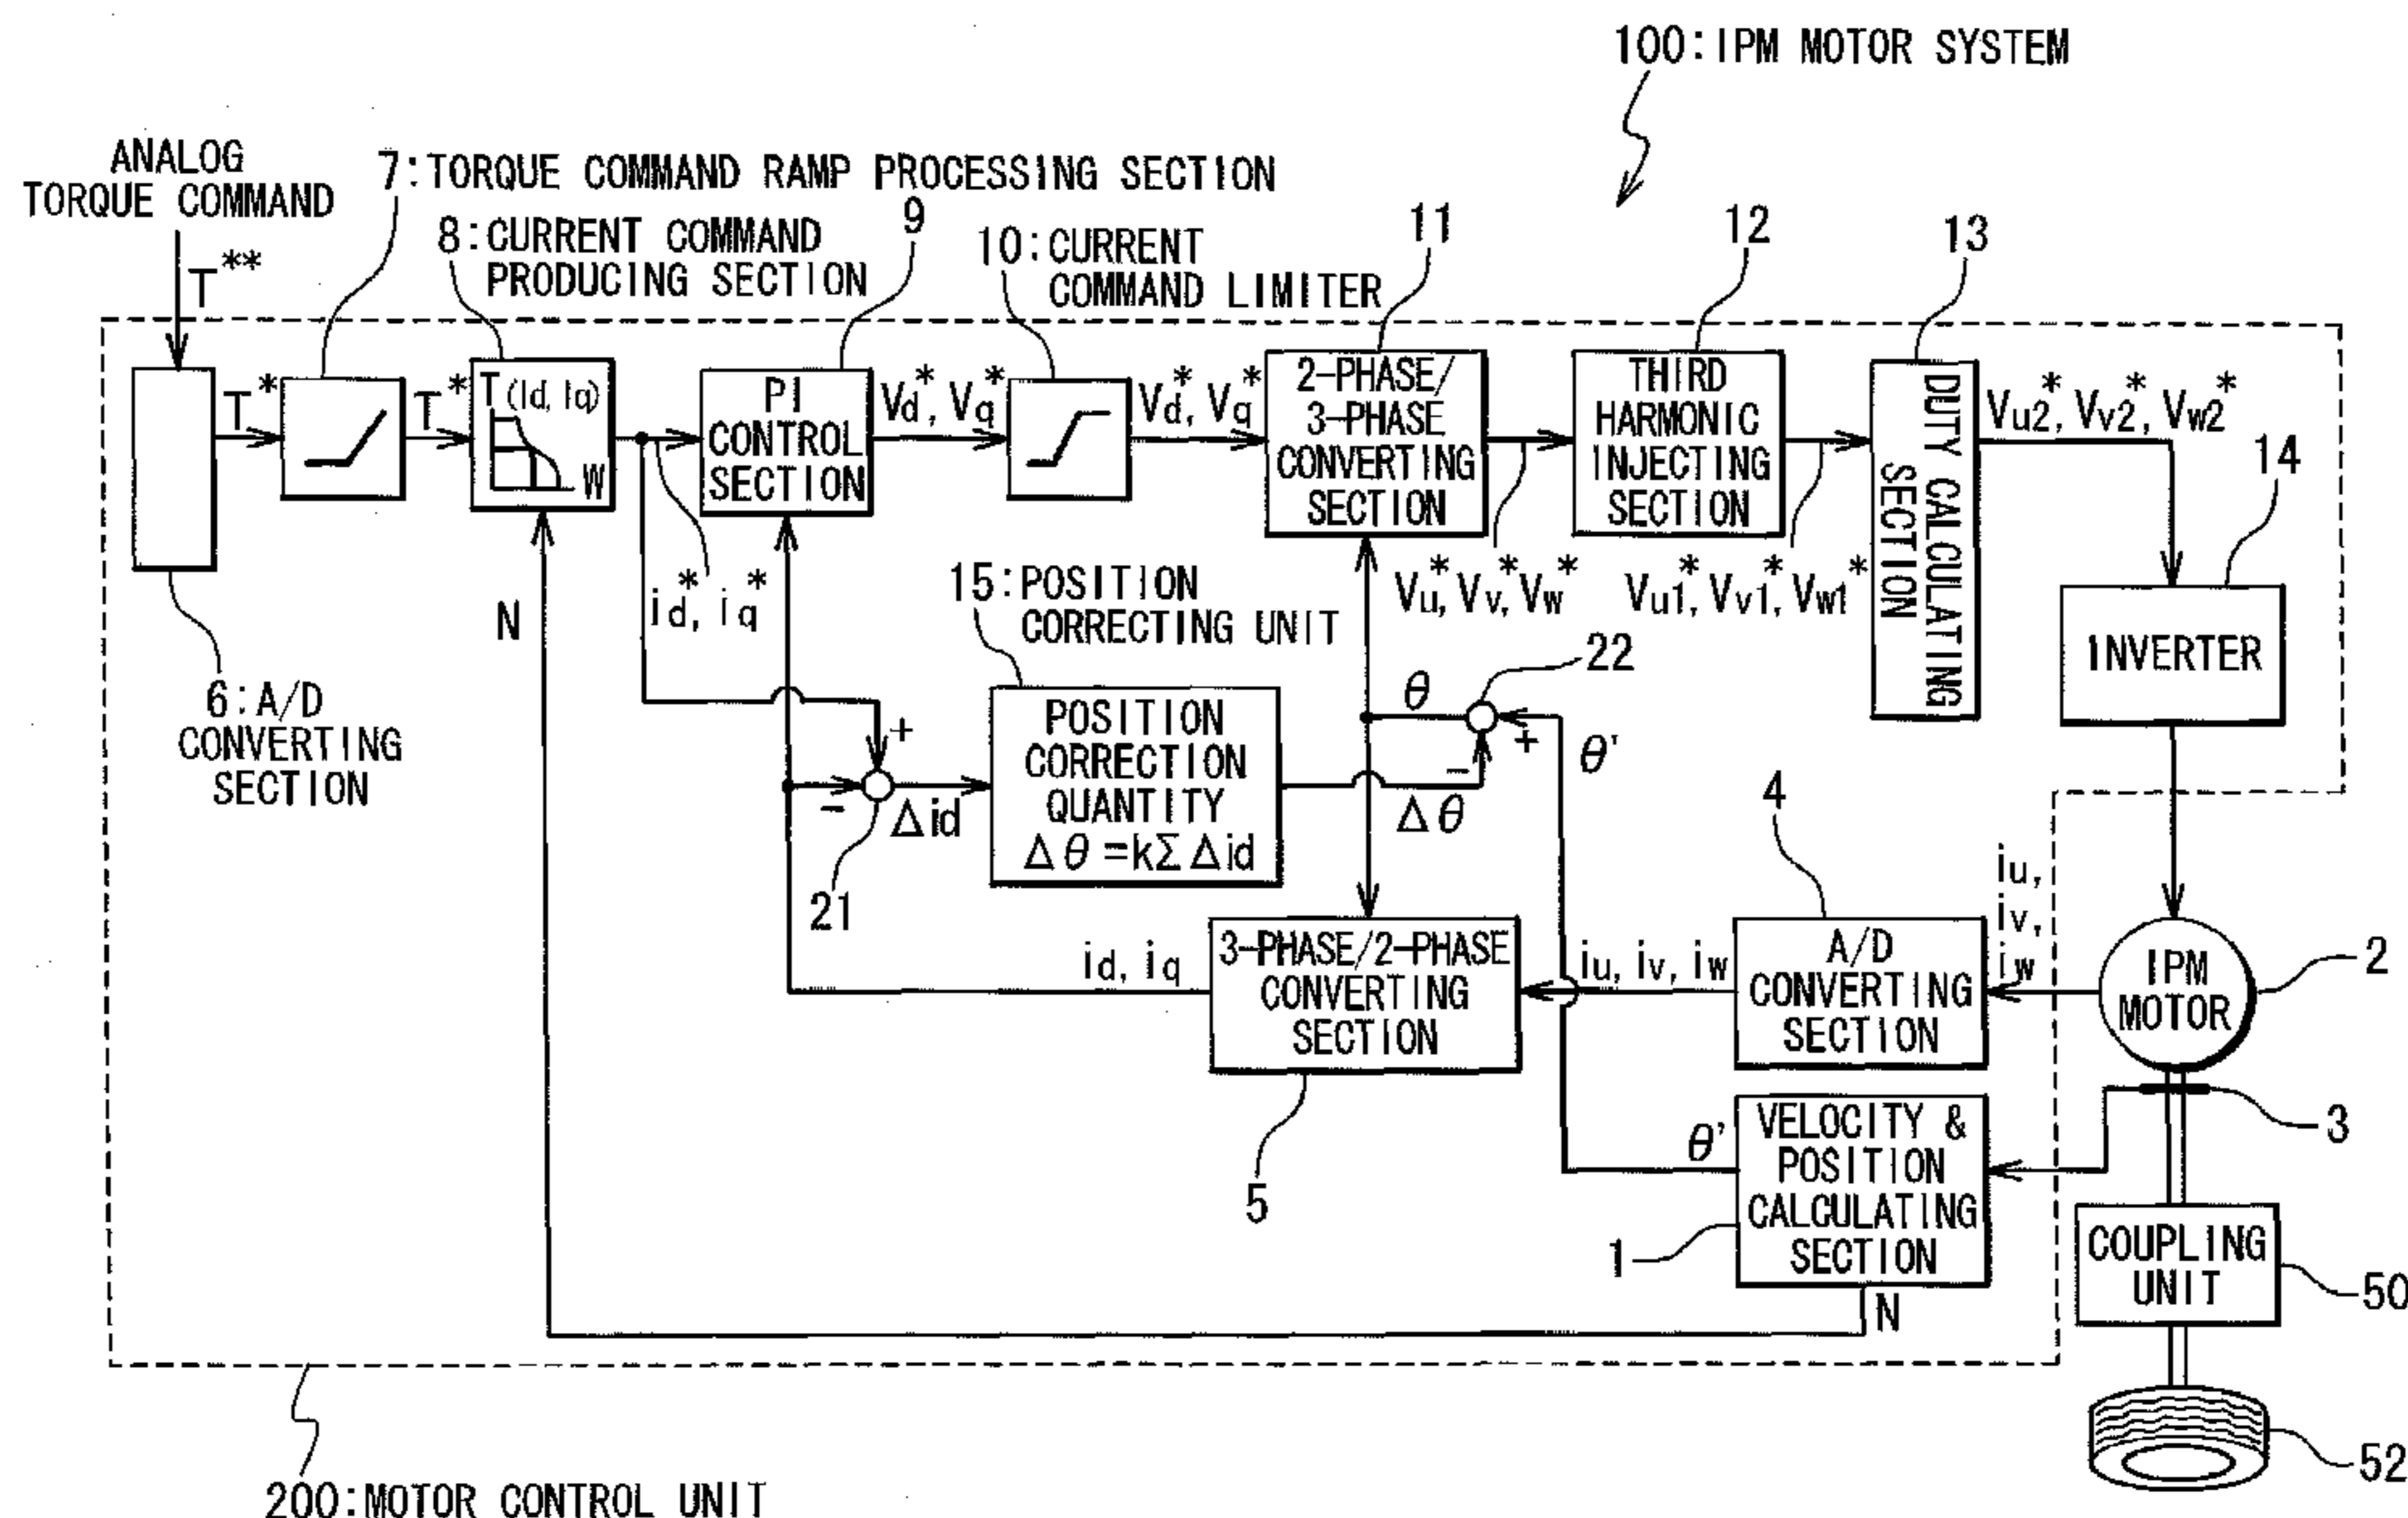 100:IPM MOTOR SYSTEM
ANALOG
TORQUE COMMAND
T**
7:TORQUE COMMAND RAMP PROCESSING SECTION
8:CURRENT COMMAND
PRODUCING SECTION
9
10:CURRENT
COMMAND LIMITER
11
12
13
T*
T*
T(Id, Iq)
W
PI
CONTROL
SECTION
Vd*, Vq*
Vd*, Vq*
2-PHASE/
3-PHASE
CONVERTING
SECTION
THIRD
HARMONIC
INJECTING
SECTION
DUTY CALCULATING
SECTION
Vu2*, Vv2*, Vw2*
14
INVERTER
id*, iq*
Vu*, Vv*, Vw*
Vu1*, Vv1*, Vw1*
N
6:A/D
CONVERTING
SECTION
15:POSITION
CORRECTING UNIT
POSITION
CORRECTION
QUANTITY
Δθ=kΣΔid
+
-
Δid
21
22
θ
+
-
θ'
Δθ
4
id, iq
3-PHASE/2-PHASE
CONVERTING
SECTION
5
iu, iv, iw
A/D
CONVERTING
SECTION
iu,
iv,
iw
IPM
MOTOR
2
3
θ'
VELOCITY &
POSITION
CALCULATING
SECTION
1
N
COUPLING
UNIT
50
52
200:MOTOR CONTROL UNIT